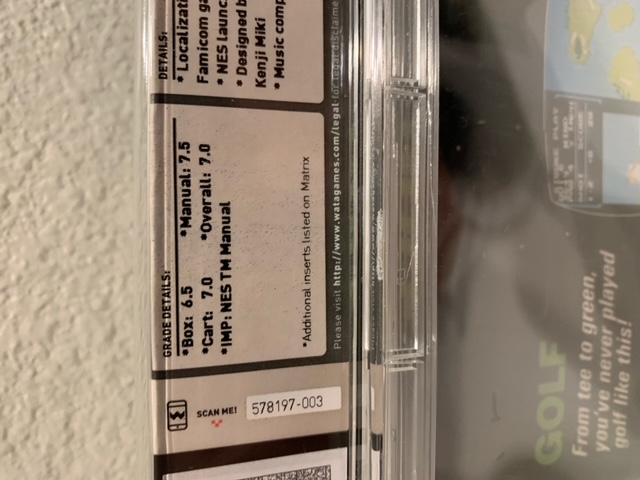 DETAILS:
* Localizati
Famicom ga
* NES launc
* Designed b
Kenji Miki
* Music comp
GRADE DETAILS:
*Box: 6.5 *Manual: 7.5
*Cart: 7.0 *Overall: 7.0
*IMP: NES TM Manual
*Additional inserts listed on Matrix
Please visit http://www.watagames.com/legal for legal disclaime
SCAN ME!
578197-003
GOLF
From tee to green,
you've never played
golf like this!